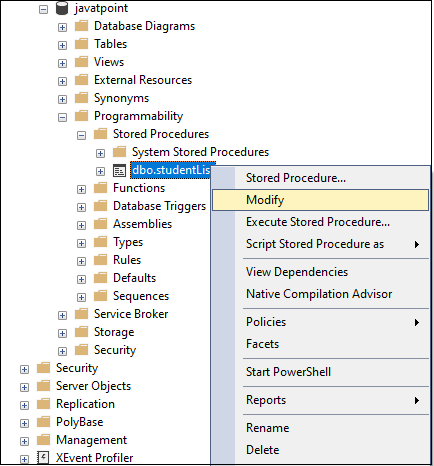 javatpoint
Database Diagrams
Tables
Views
External Resources
Synonyms
Programmability
Stored Procedures
System Stored Procedures
dbo.studentLis
Functions
Database Triggers
Assemblies
Types
Rules
Defaults
Sequences
Service Broker
Storage
Security
Security
Server Objects
Replication
PolyBase
Management
XEvent Profiler
Stored Procedure...
Modify
Execute Stored Procedure...
Script Stored Procedure as
View Dependencies
Native Compilation Advisor
Policies
Facets
Start PowerShell
Reports
Rename
Delete